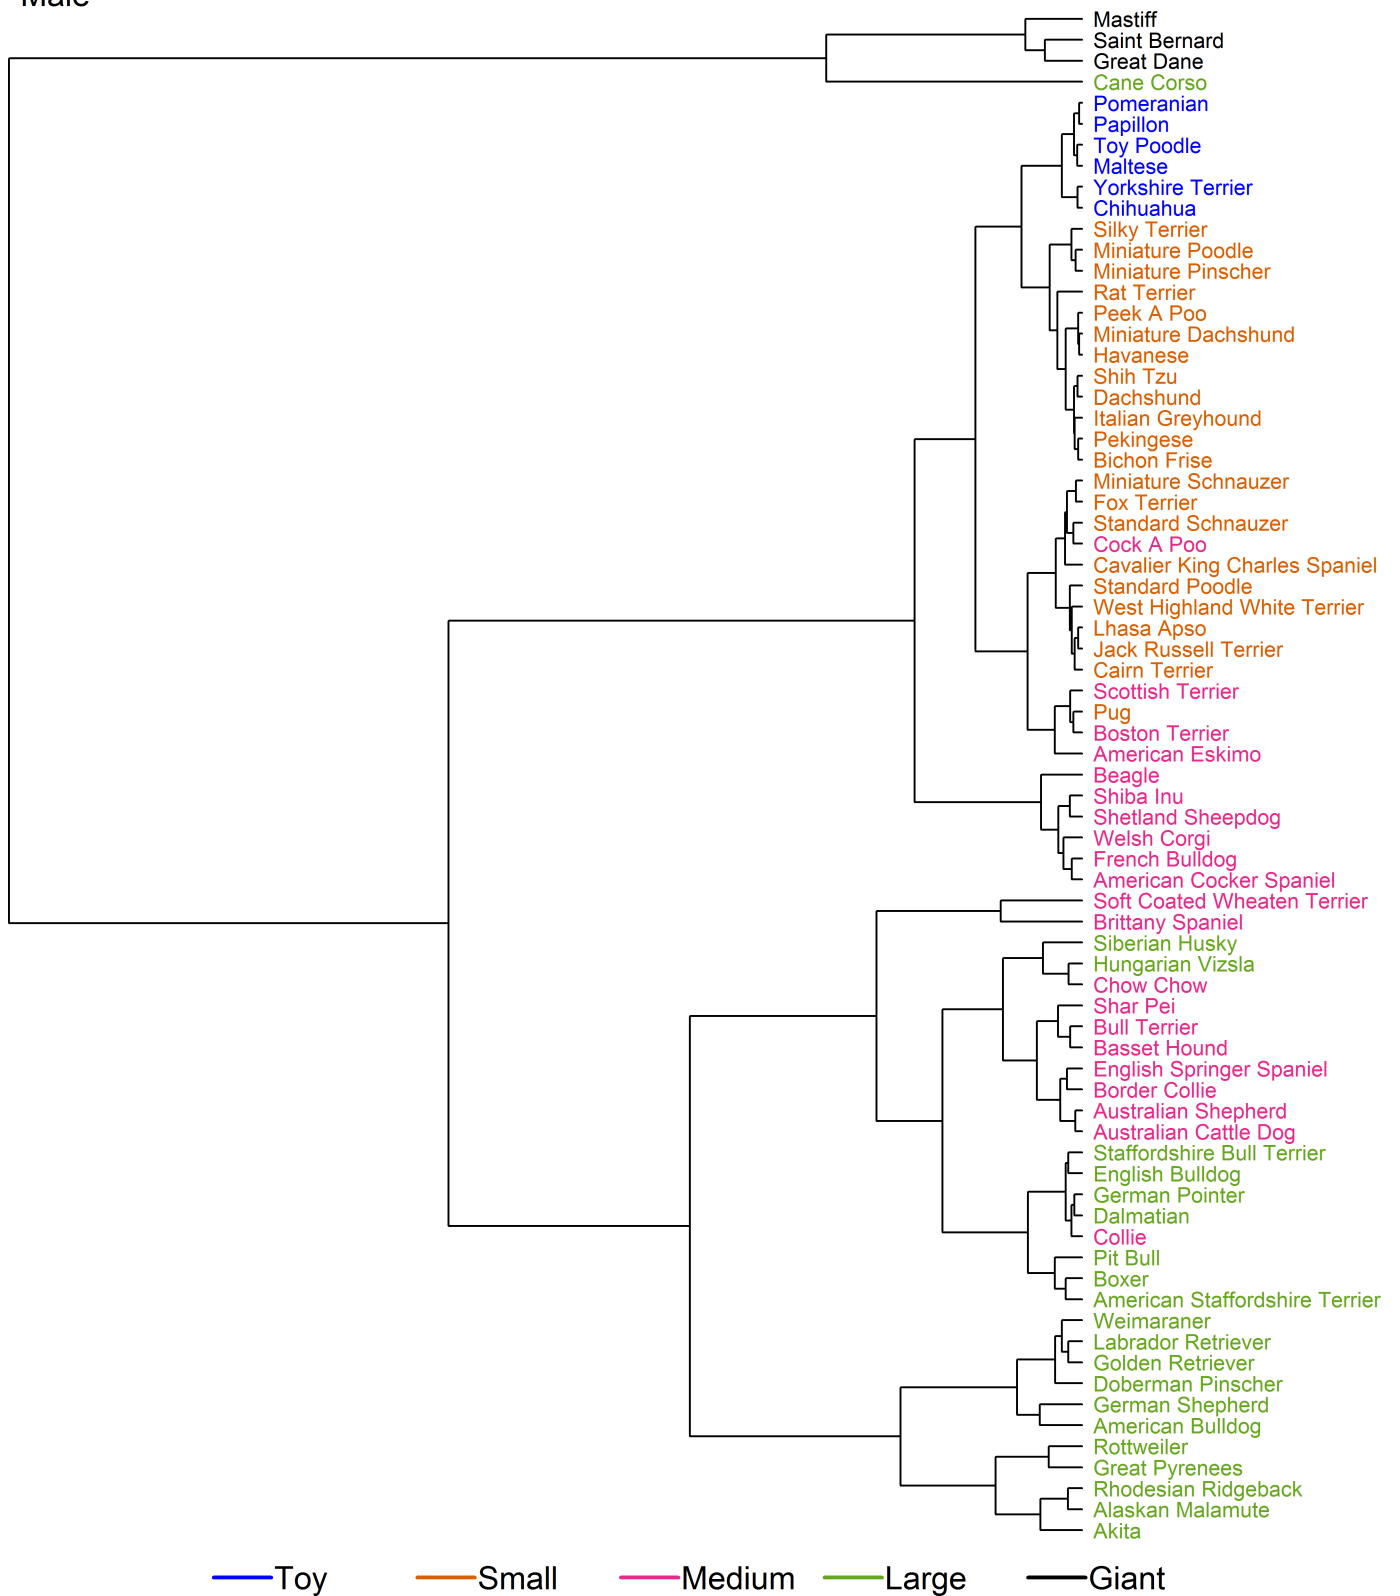 Male
Mastiff
Saint Bernard
Great Dane
Cane Corso
Pomeranian
Papillon
Toy Poodle
Maltese
Yorkshire Terrier
Chihuahua
Silky Terrier
Miniature Poodle
Miniature Pinscher
Rat Terrier
Peek A Poo
Miniature Dachshund
Havanese
Shih Tzu
Dachshund
Italian Greyhound
Pekingese
Bichon Frise
Miniature Schnauzer
Fox Terrier
Standard Schnauzer
Cock A Poo
Cavalier King Charles Spaniel
Standard Poodle
West Highland White Terrier
Lhasa Apso
Jack Russell Terrier
Cairn Terrier
Scottish Terrier
Pug
Boston Terrier
American Eskimo
Beagle
Shiba Inu
Shetland Sheepdog
Welsh Corgi
French Bulldog
American Cocker Spaniel
Soft Coated Wheaten Terrier
Brittany Spaniel
Siberian Husky
Hungarian Vizsla
Chow Chow
Shar Pei
Bull Terrier
Basset Hound
English Springer Spaniel
Border Collie
Australian Shepherd
Australian Cattle Dog
Staffordshire Bull Terrier
English Bulldog
German Pointer
Dalmatian
Collie
Pit Bull
Boxer
American Staffordshire Terrier
Weimaraner
Labrador Retriever
Golden Retriever
Doberman Pinscher
German Shepherd
American Bulldog
Rottweiler
Great Pyrenees
Rhodesian Ridgeback
Alaskan Malamute
Akita
Toy Small Medium Large Giant